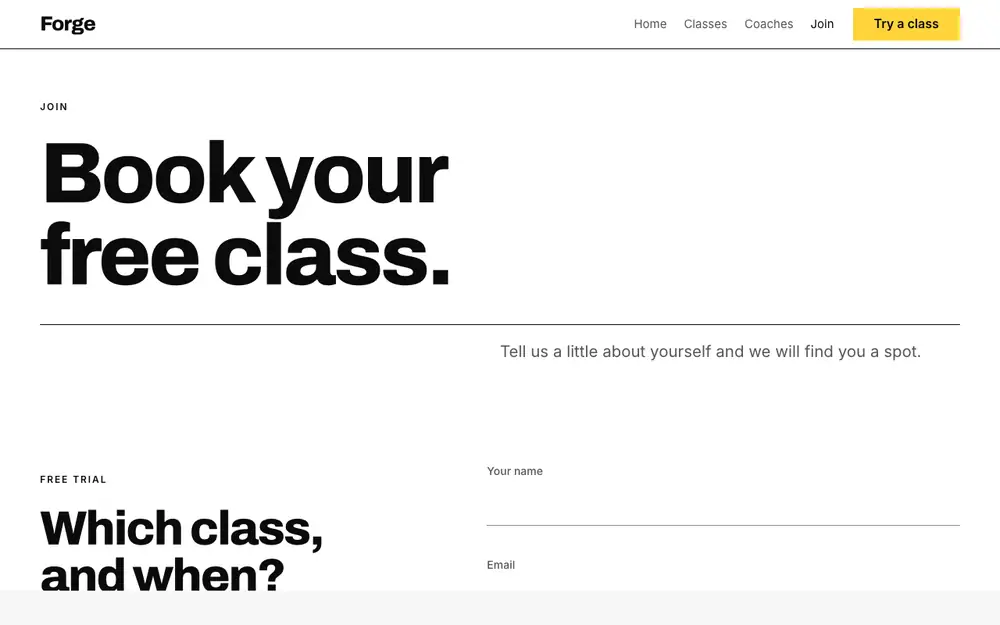 Forge
Home Classes Coaches Join Try a class
JOIN
Book your
free class.
Tell us a little about yourself and we will find you a spot.
FREE TRIAL
Which class,
and when?
Your name
Email